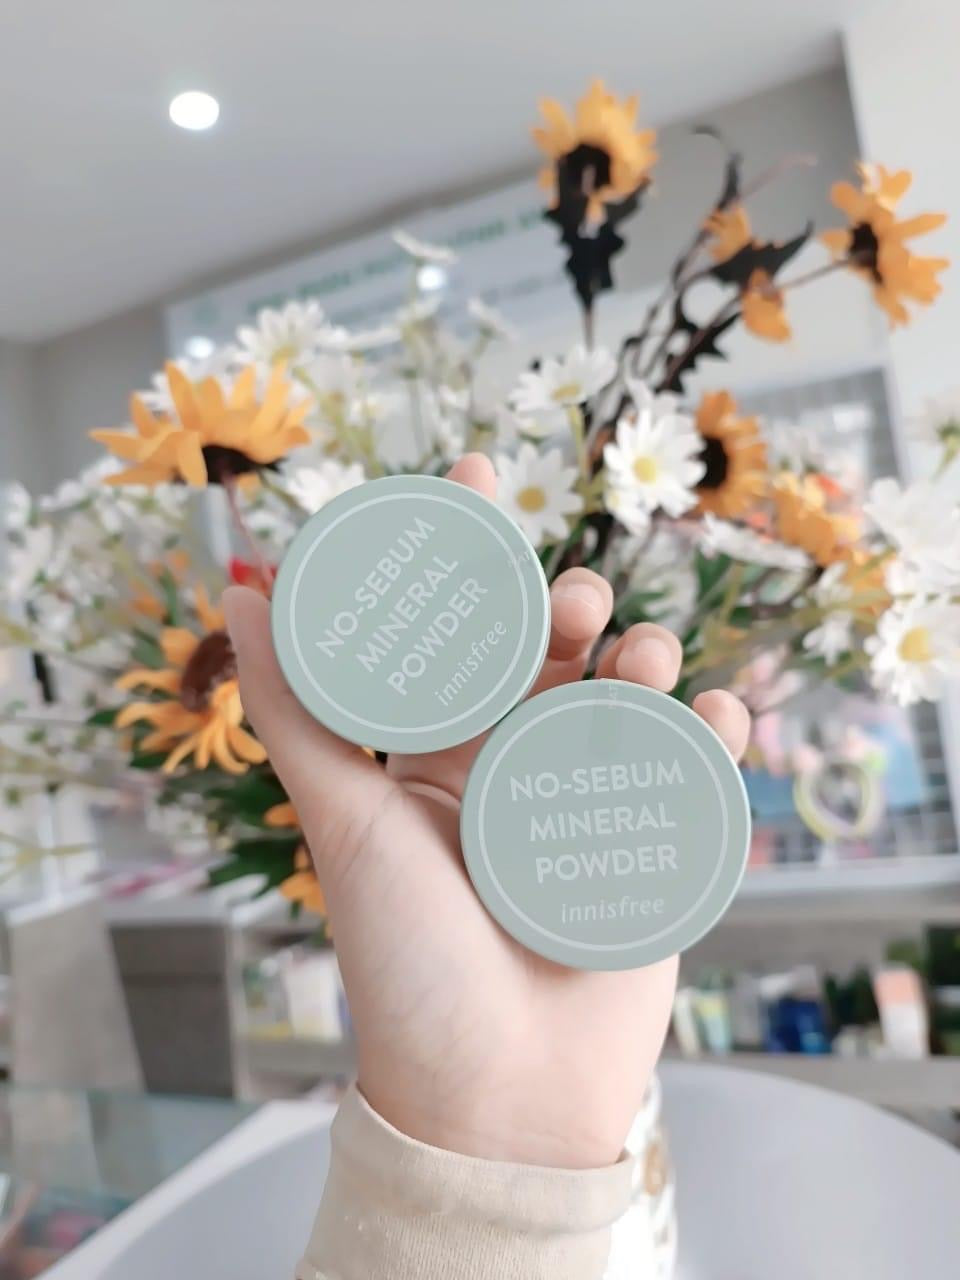 NO-SEBUM
MINERAL
POWDER
innisfree
NO-SEBUM
MINERAL
POWDER
innisfree